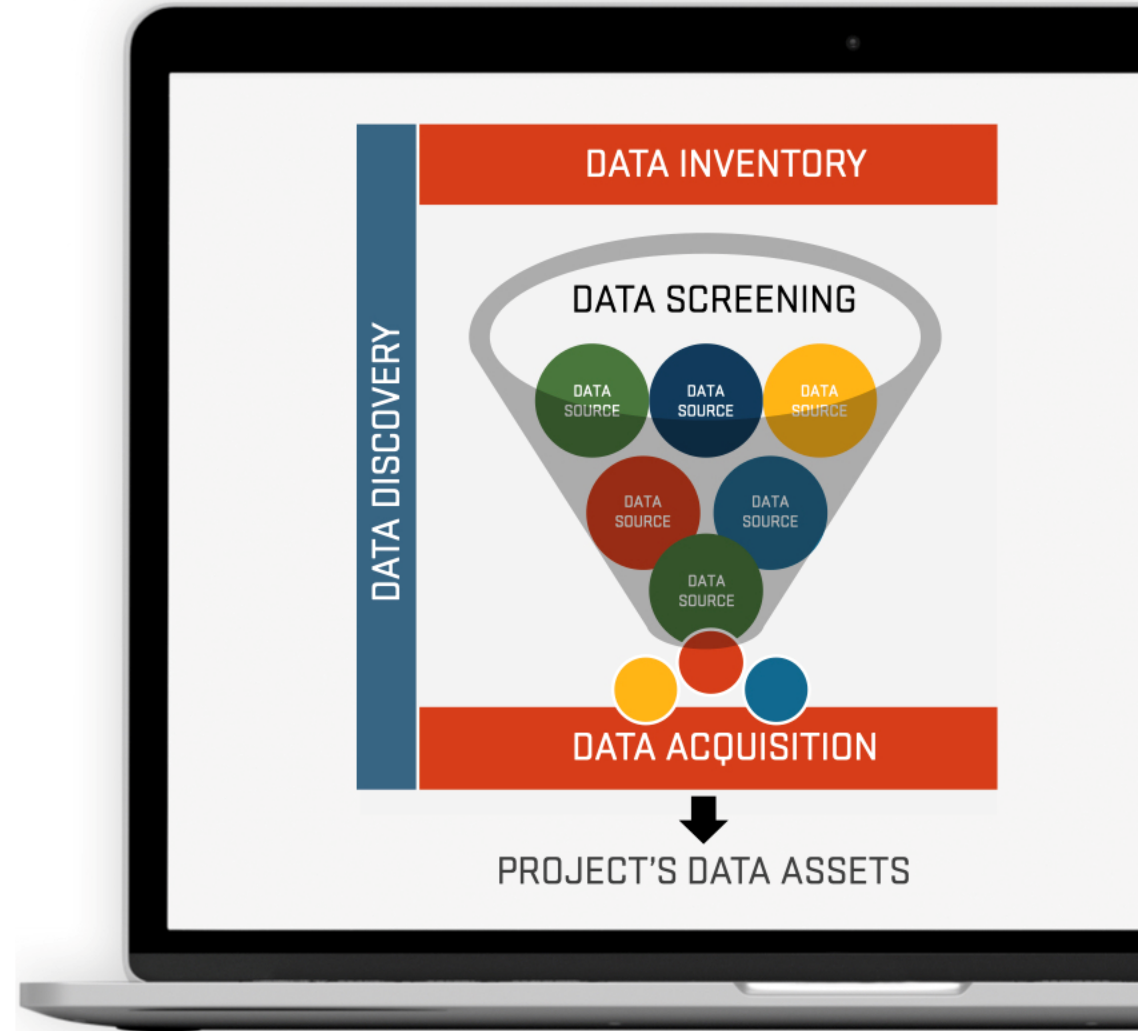 DATA INVENTORY
DATA DISCOVERY
DATA SCREENING
DATA
SOURCE
DATA
SOURCE
DATA
SOURCE
DATA
SOURCE
DATA
SOURCE
DATA
SOURCE
DATA ACQUISITION
PROJECT'S DATA ASSETS